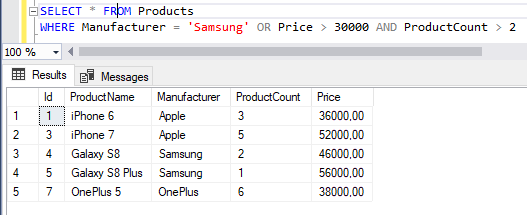 SELECT * FROM Products
WHERE Manufacturer = 'Samsung' OR Price > 30000 AND ProductCount > 2
100 %
Results Messages
Id ProductName Manufacturer ProductCount Price
1 1 iPhone 6 Apple 3 36000,00
2 3 iPhone 7 Apple 5 52000,00
3 4 Galaxy S8 Samsung 2 46000,00
4 5 Galaxy S8 Plus Samsung 1 56000,00
5 7 OnePlus 5 OnePlus 6 38000,00